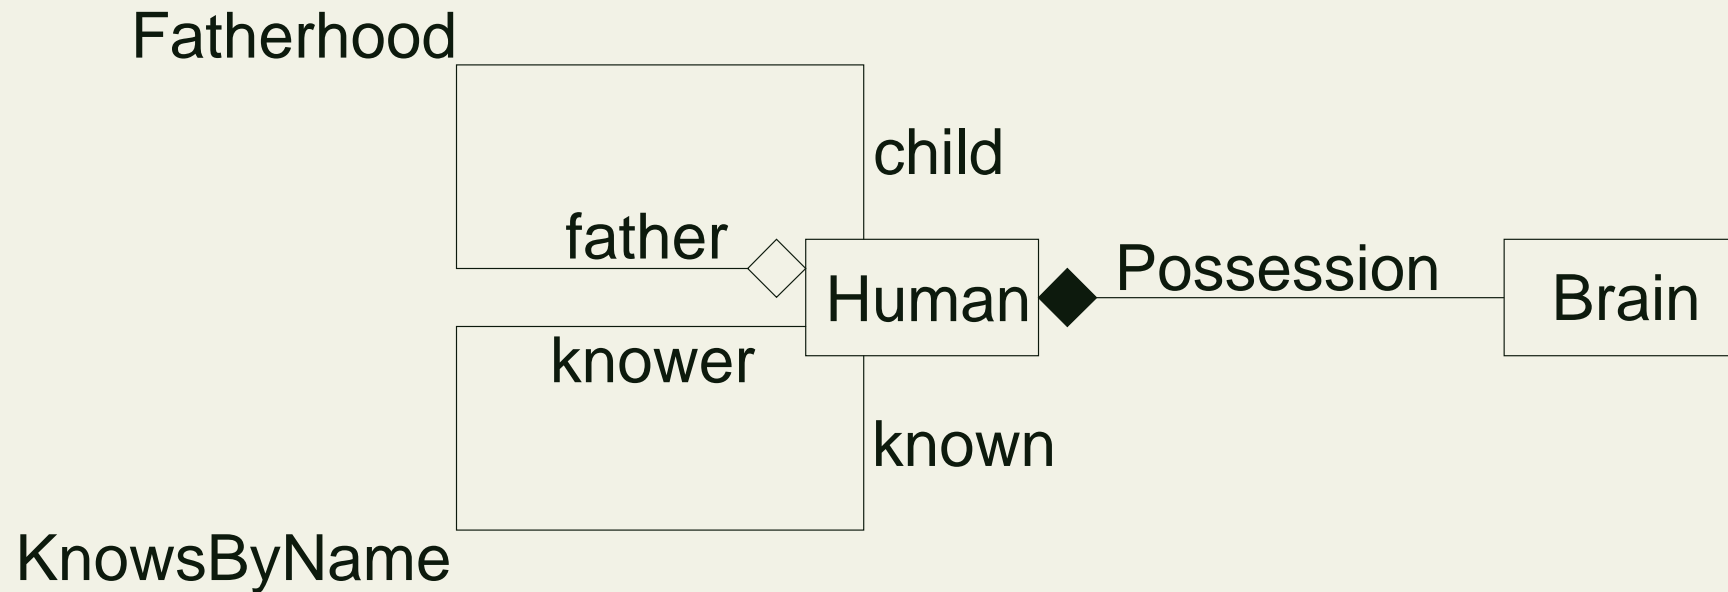 Fatherhood
child
father
Human
Possession
Brain
knower
known
KnowsByName